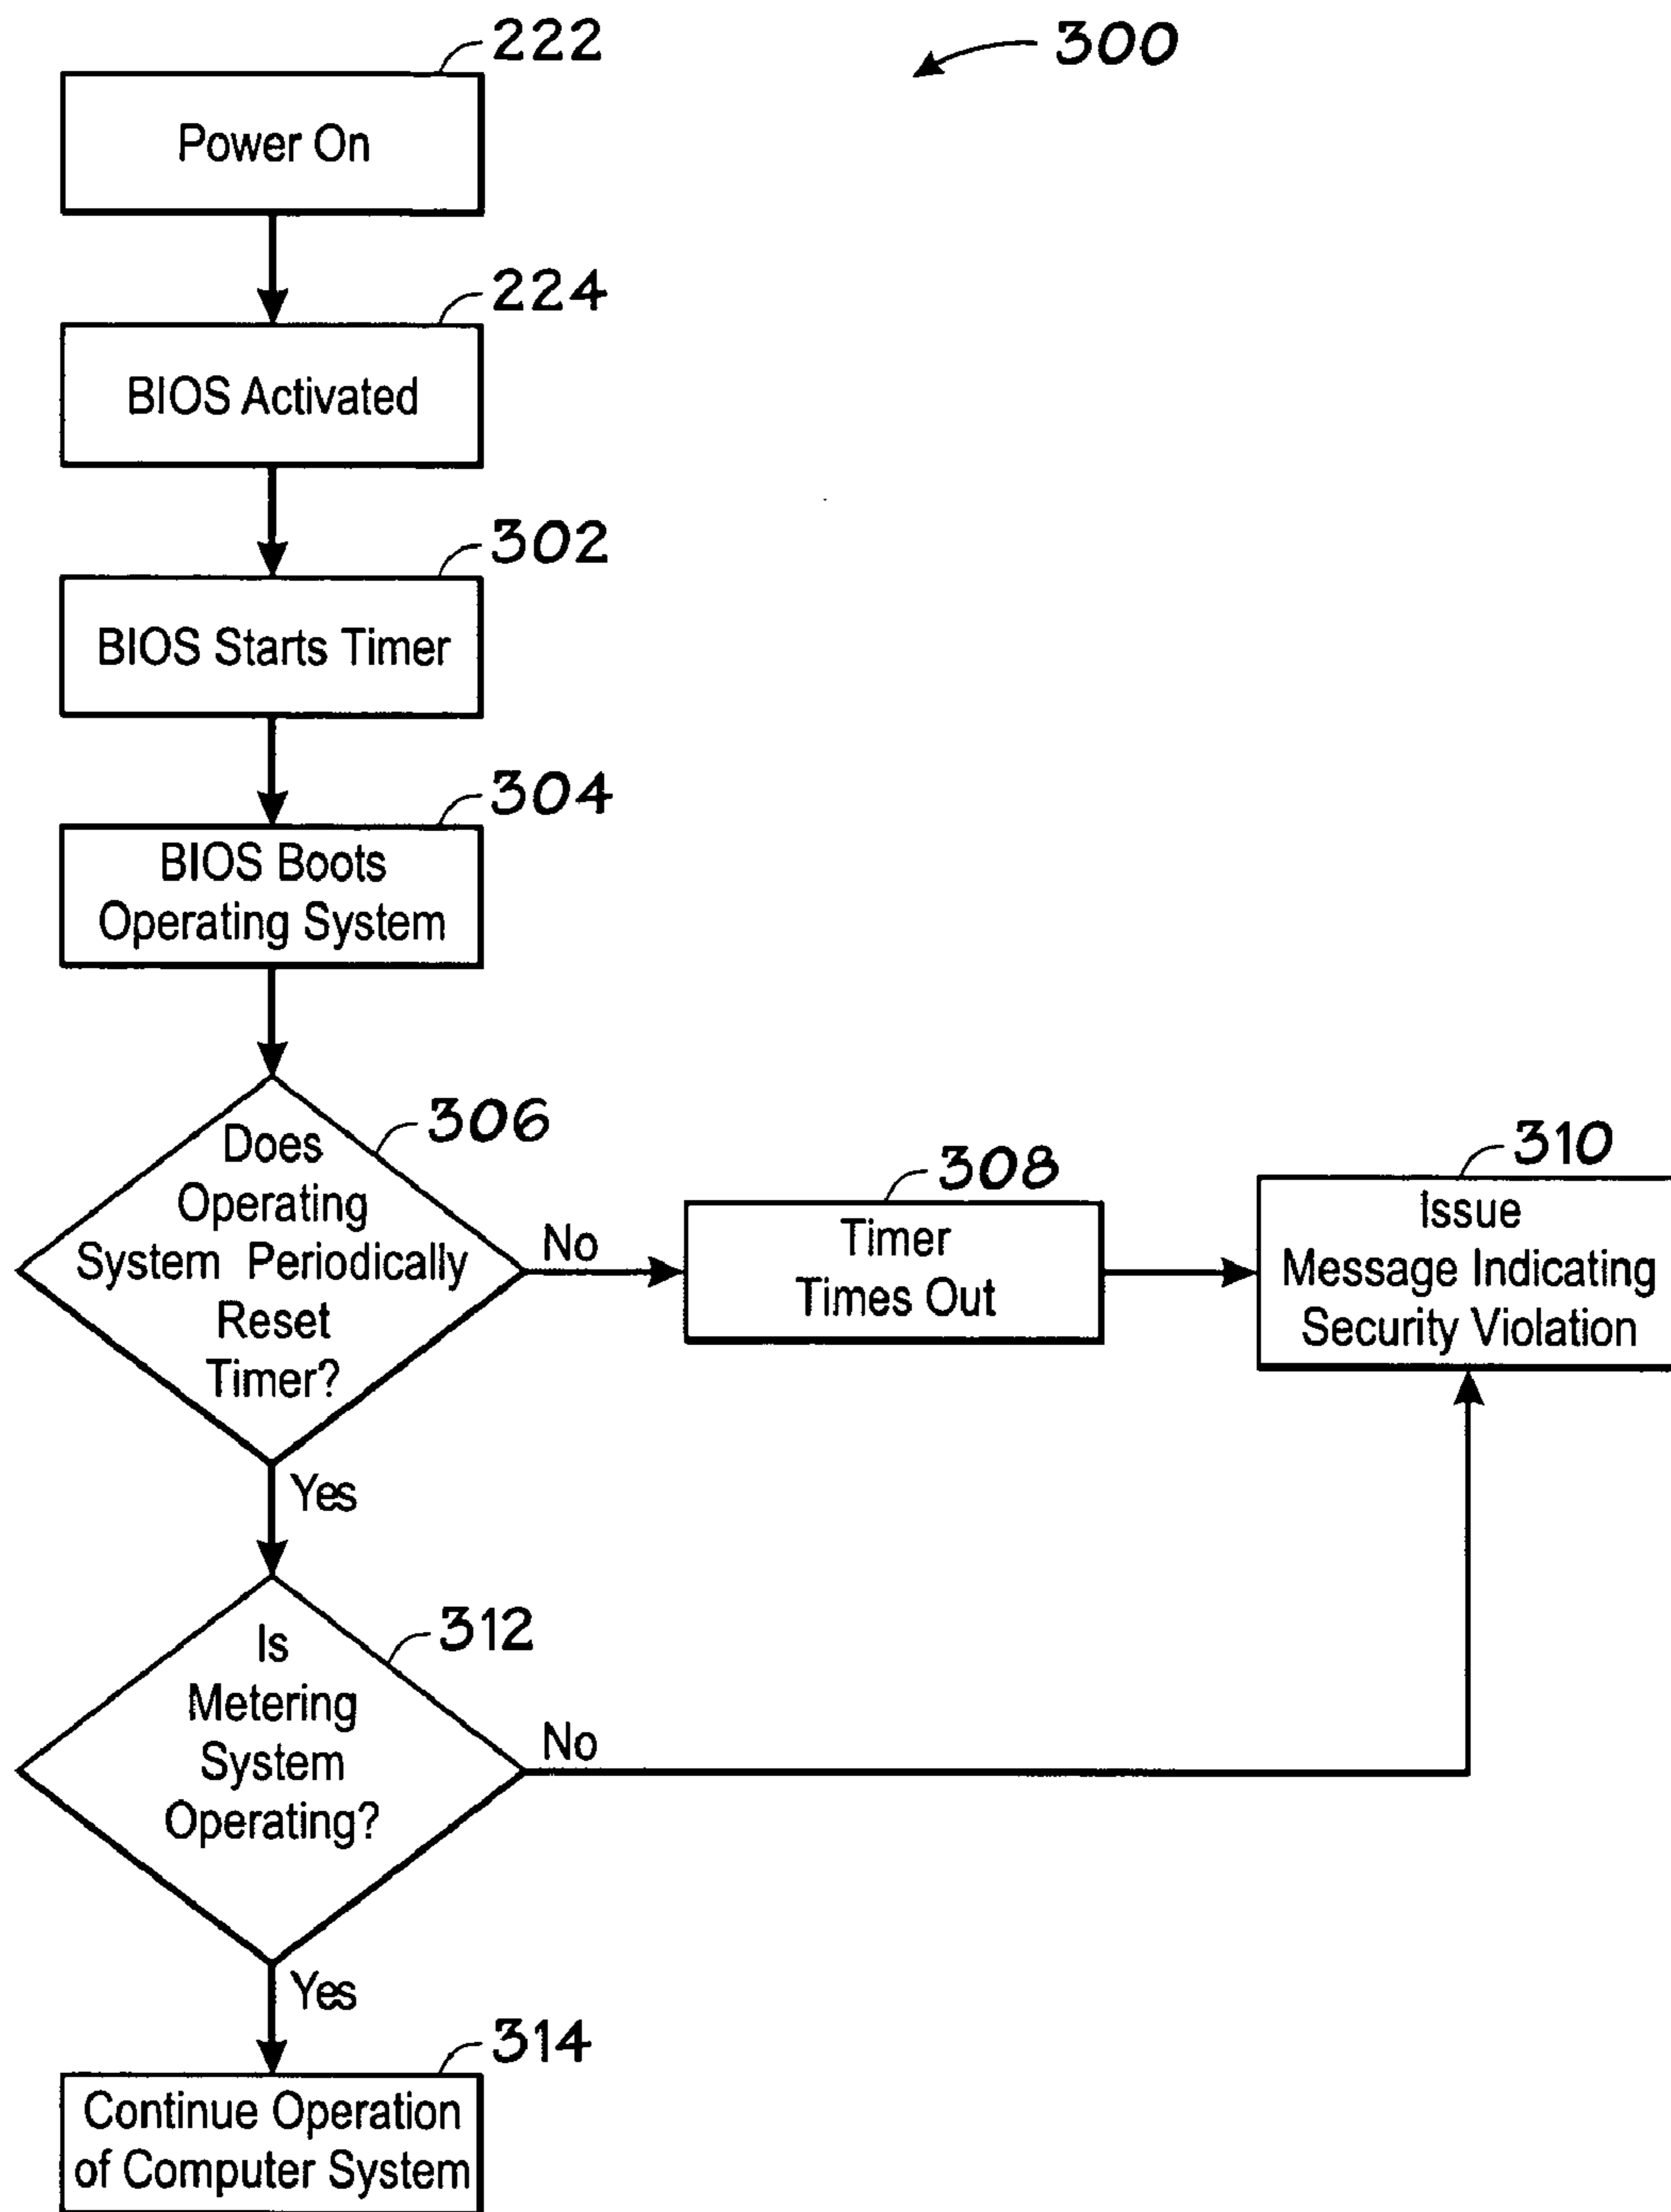 222
300
Power On
224
BIOS Activated
302
BIOS Starts Timer
304
BIOS Boots
Operating System
306
Does
Operating
System Periodically
Reset
Timer?
No
308
Timer
Times Out
310
Issue
Message Indicating
Security Violation
Yes
312
Is
Metering
System
Operating?
No
Yes
314
Continue Operation
of Computer System